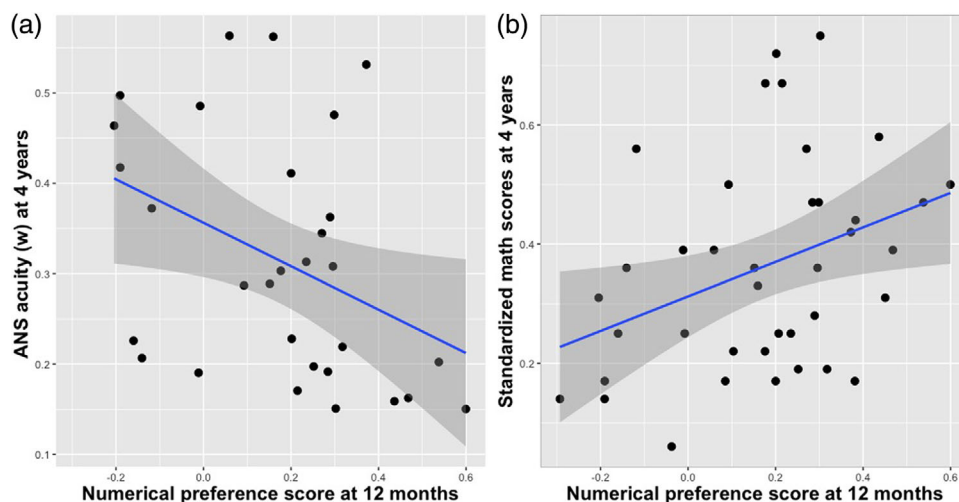 (a)
ANS acuity (w) at 4 years
0.5
0.4
0.3
0.2
0.1
-0.2 0.0 0.2 0.4 0.6
Numerical preference score at 12 months
(b)
Standardized math scores at 4 years
0.6
0.4
0.2
-0.2 0.0 0.2 0.4 0.6
Numerical preference score at 12 months